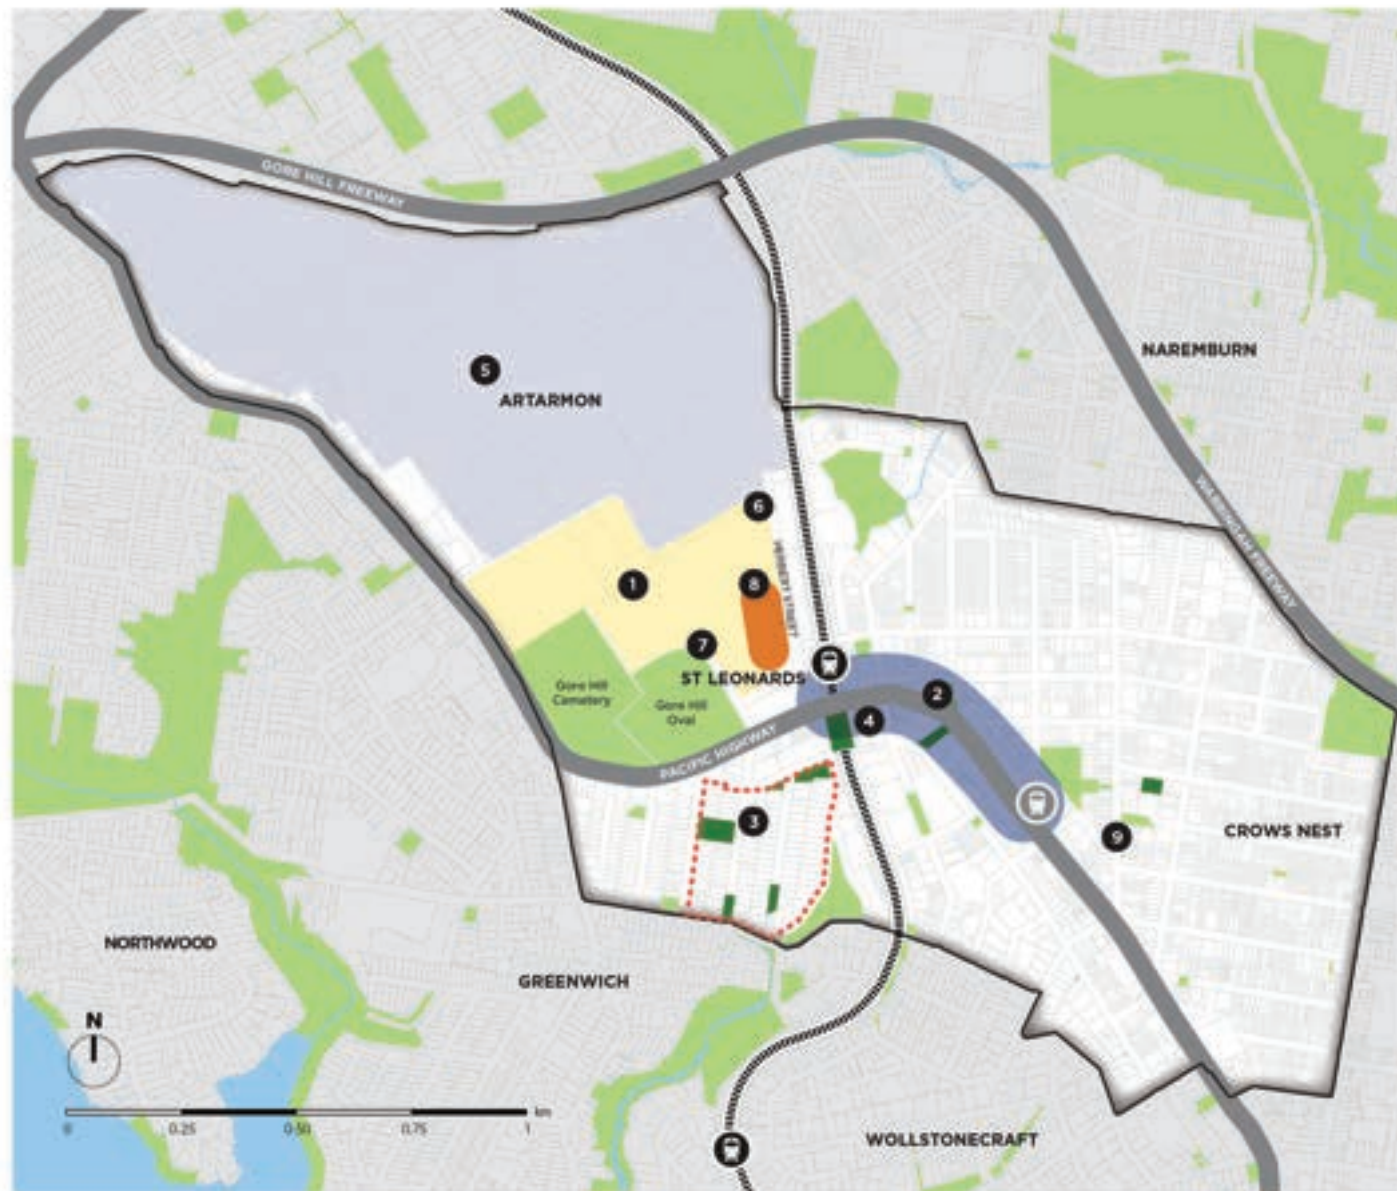 GORE HILL FREEWAY
NAREMBURN
5
ARTARMON
WARRINGAH FREEWAY
6
HERBERT STREET
1
8
7
ST LEONARDS
S
Gore Hill
Cemetery
Gore Hill
Oval
2
4
PACIFIC HIGHWAY
3
9
CROWS NEST
NORTHWOOD
GREENWICH
N
km
0
0.25
0.50
0.75
1
WOLLSTONECRAFT